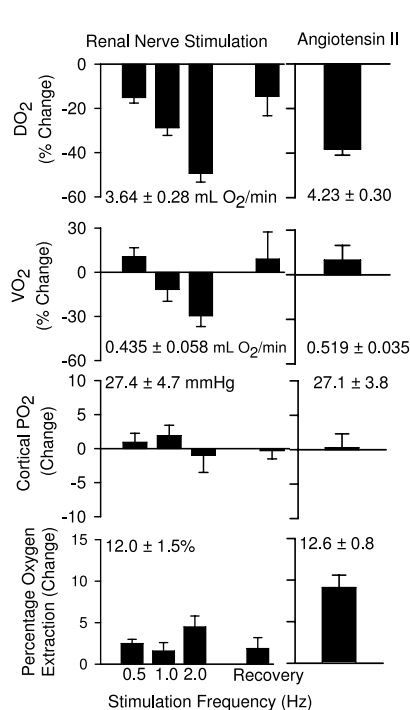 Renal Nerve Stimulation
Angiotensin II
DO2
(% Change)
0
-20
-40
-60
3.64 ± 0.28 mL O2/min
4.23 ± 0.30
VO2
(% Change)
30
0
-30
-60
0.435 ± 0.058 mL O2/min
0.519 ± 0.035
Cortical PO2
(Change)
10
5
0
-5
-10
27.4 ± 4.7 mmHg
27.1 ± 3.8
Percentage Oxygen
Extraction (Change)
15
10
5
0
12.0 ± 1.5%
12.6 ± 0.8
0.5 1.0 2.0 Recovery
Stimulation Frequency (Hz)